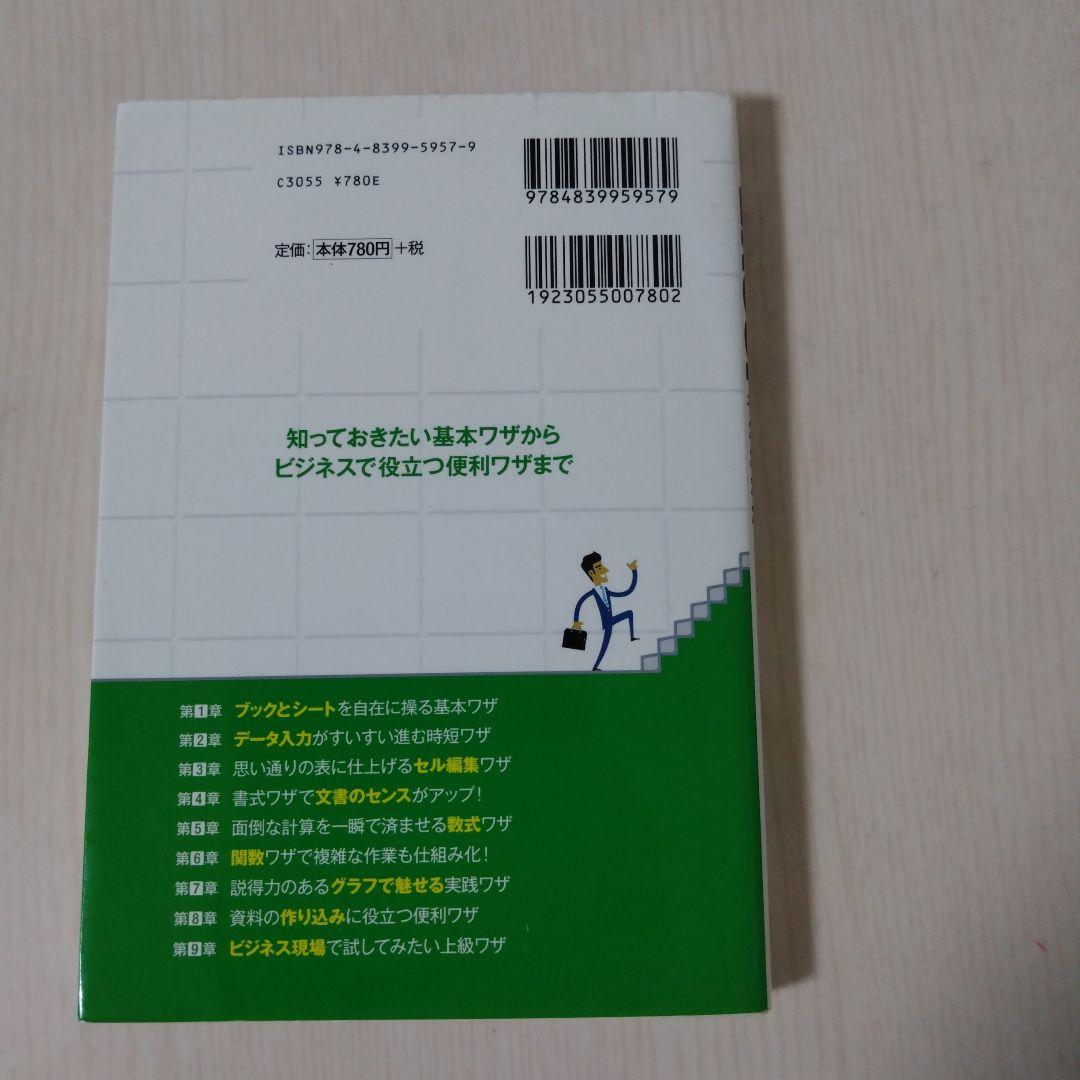 ISBN978-4-8399-5957-9
C3055 ¥780E
定価：本体780円+税
9784839959579
1923055007802
知っておきたい基本ワザから
ビジネスで役立つ便利ワザまで
第1章 ブックとシートを自在に操る基本ワザ
第2章 データ入力がすいすい進む時短ワザ
第3章 思い通りの表に仕上げるセル編集ワザ
第4章 書式ワザで文書のセンスがアップ！
第5章 面倒な計算を一瞬で済ませる数式ワザ
第6章 関数ワザで複雑な作業も仕組み化！
第7章 説得力のあるグラフで魅せる実践ワザ
第8章 資料の作り込みに役立つ便利ワザ
第9章 ビジネス現場で試してみたい上級ワザ